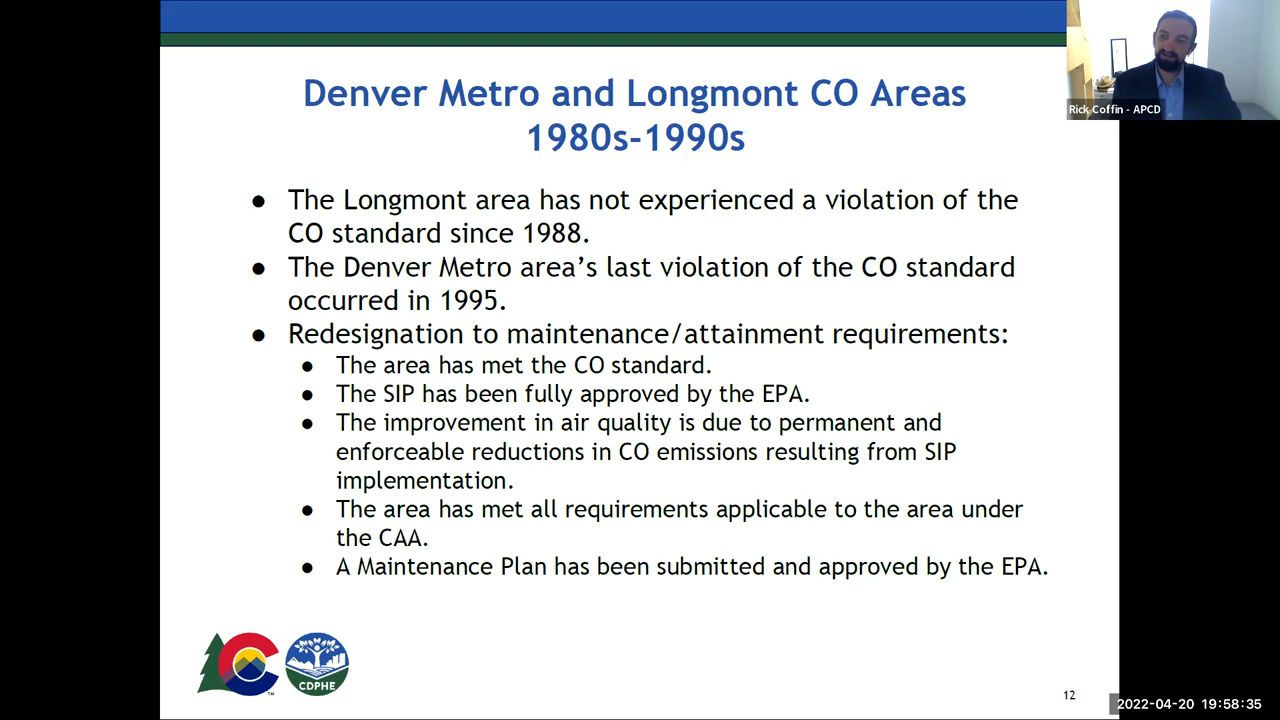 Denver Metro and Longmont CO Areas
1980s-1990s
Rick Coffin - APCD
● The Longmont area has not experienced a violation of the
CO standard since 1988.
● The Denver Metro area’s last violation of the CO standard
occurred in 1995.
● Redesignation to maintenance/attainment requirements:
● The area has met the CO standard.
● The SIP has been fully approved by the EPA.
● The improvement in air quality is due to permanent and
enforceable reductions in CO emissions resulting from SIP
implementation.
● The area has met all requirements applicable to the area under
the CAA.
● A Maintenance Plan has been submitted and approved by the EPA.
C
TM
CDPHE
12
2022-04-20 19:58:35